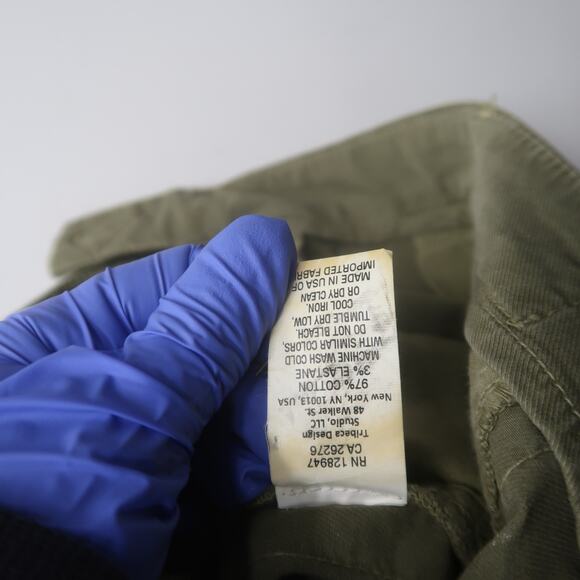 RN 128947
CA 26276
Tribeca Design
Studio, LLC
48 Walker St.
New York, NY 10013, USA
97% COTTON
3% ELASTANE
MACHINE WASH COLD
WITH SIMILAR COLORS,
DO NOT BLEACH.
TUMBLE DRY LOW,
COOL IRON.
OR DRY CLEAN
MADE IN USA OF
IMPORTED FABRIC